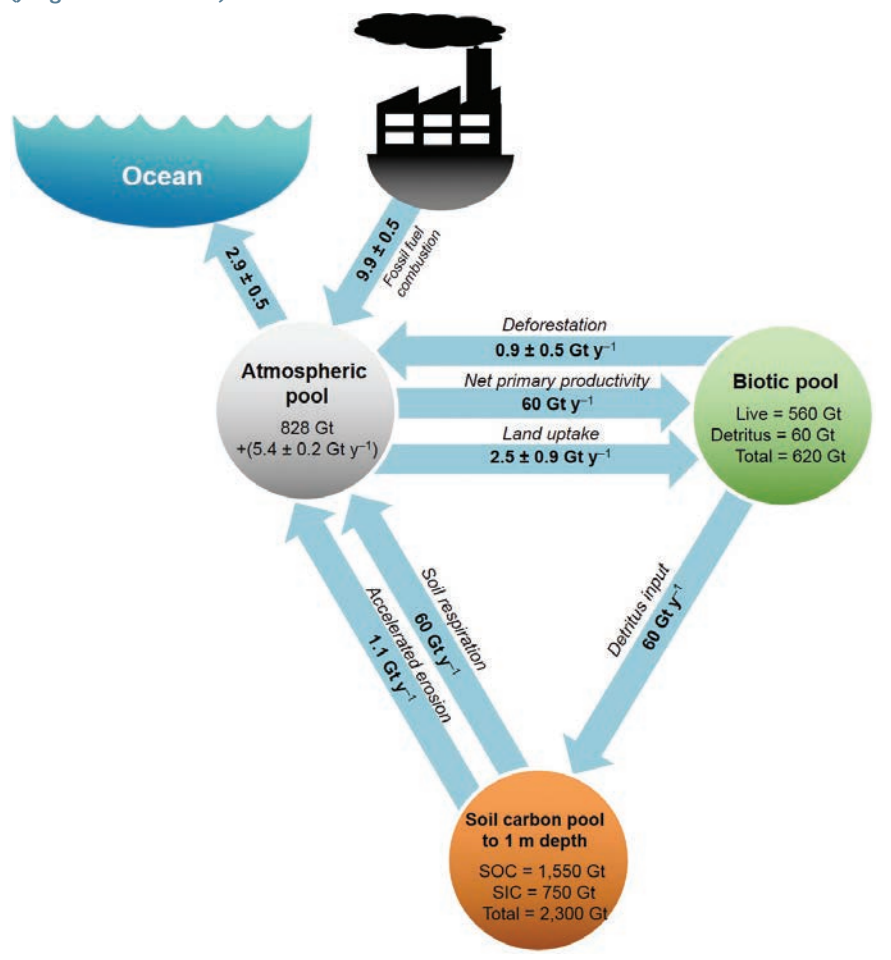 Ocean
2.9 ± 0.5
9.9 ± 0.5
Fossil fuel
combustion
Deforestation
0.9 ± 0.5 Gt y⁻¹
Atmospheric
pool
828 Gt
+(5.4 ± 0.2 Gt y⁻¹)
Net primary productivity
60 Gt y⁻¹
Land uptake
2.5 ± 0.9 Gt y⁻¹
Biotic pool
Live = 560 Gt
Detritus = 60 Gt
Total = 620 Gt
Accelerated erosion
1.1 Gt y⁻¹
Soil respiration
60 Gt y⁻¹
Detritus input
60 Gt y⁻¹
Soil carbon pool
to 1 m depth
SOC = 1,550 Gt
SIC = 750 Gt
Total = 2,300 Gt